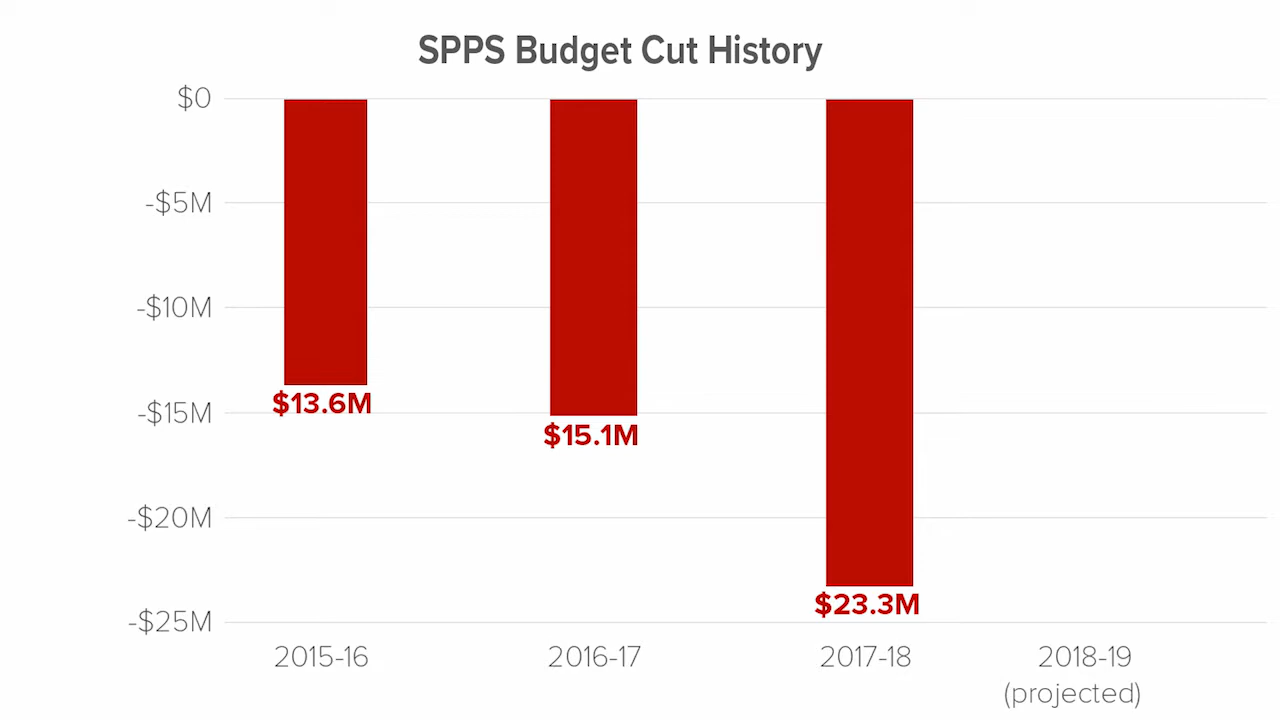 SPPS Budget Cut History
$0
-$5M
-$10M
-$15M
-$20M
-$25M
$13.6M
$15.1M
$23.3M
2015-16
2016-17
2017-18
2018-19
(projected)